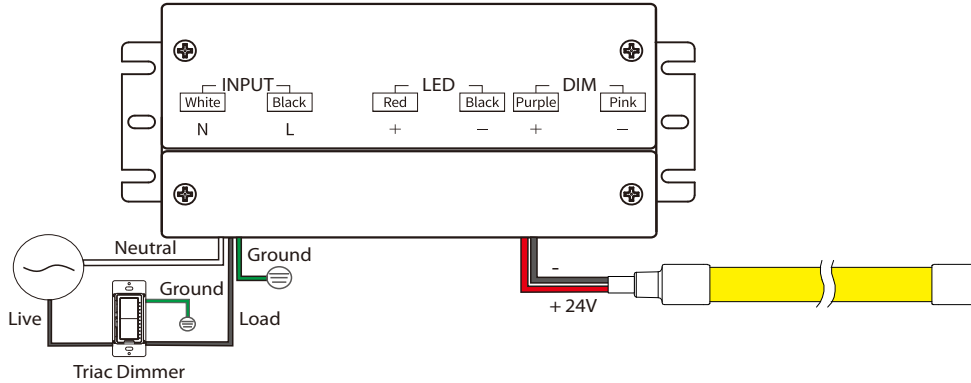 INPUT LED DIM
White Black Red Black Purple Pink
N L + − + −
Neutral
Ground
Ground
Live
Load
Triac Dimmer
-
+ 24V